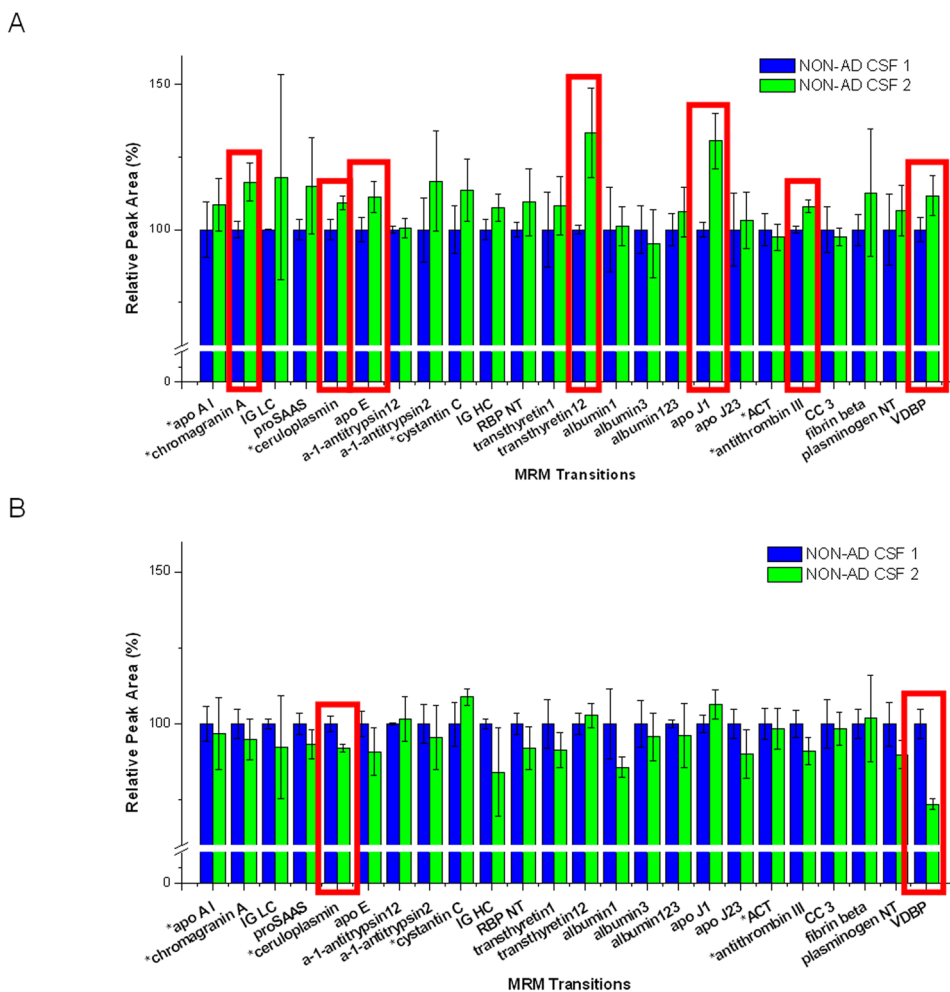 A
NON-AD CSF 1
NON-AD CSF 2
Relative Peak Area (%)
150
100
0
*apo A I
*chromagranin A
IG LC
proSAAS
*ceruloplasmin
apo E
a-1-antitrypsin12
a-1-antitrypsin2
*cystanin C
IG HC
RBP NT
transthyretin1
transthyretin12
albumin1
albumin3
albumin123
apo J1
apo J23
*ACT
*antithrombin III
CC 3
fibrin beta
plasminogen NT
VDBP
MRM Transitions
B
NON-AD CSF 1
NON-AD CSF 2
Relative Peak Area (%)
150
100
0
*apo A I
*chromagranin A
IG LC
proSAAS
*ceruloplasmin
apo E
a-1-antitrypsin12
a-1-antitrypsin2
*cystanin C
IG HC
RBP NT
transthyretin1
transthyretin12
albumin1
albumin3
albumin123
apo J1
apo J23
*ACT
*antithrombin III
CC 3
fibrin beta
plasminogen NT
VDBP
MRM Transitions